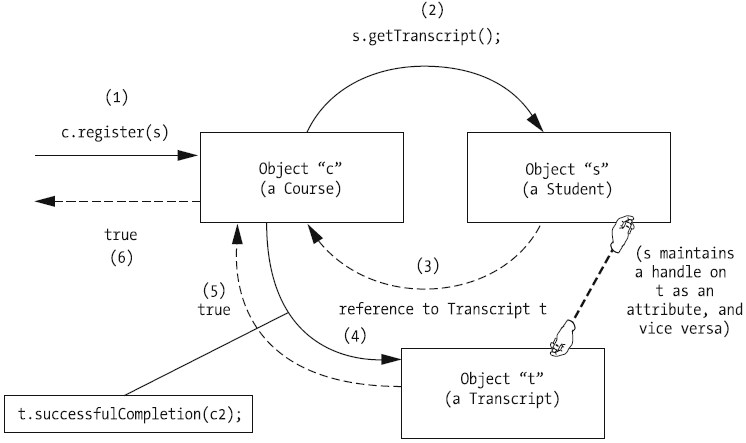 (2)
s.getTranscript();
(1)
c.register(s)
Object “c”
(a Course)
Object “s”
(a Student)
true
(6)
(3)
(s maintains
a handle on
t as an
attribute, and
vice versa)
(5)
true
reference to Transcript t
(4)
Object “t”
(a Transcript)
t.successfulCompletion(c2);